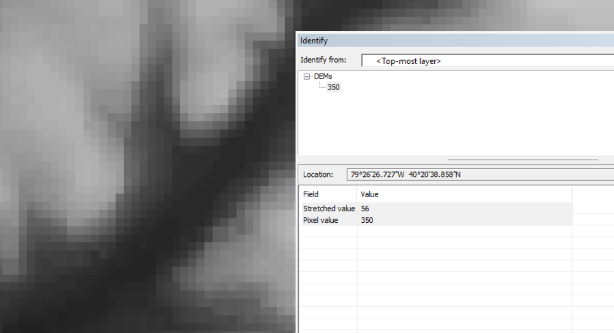 Identify
Identify from: <Top-most layer>
DEMs
350
Location: 79°26'26.727"W 40°20'38.858"N
Field Value
Stretched value 56
Pixel value 350